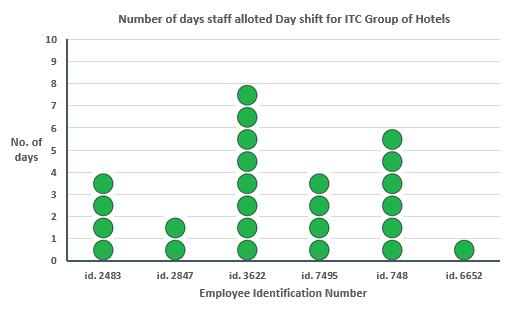 Number of days staff alloted Day shift for ITC Group of Hotels
10
9
8
7
6
5
4
3
2
1
0
No. of
days
id. 2483 id. 2847 id. 3622 id. 7495 id. 748 id. 6652
Employee Identification Number